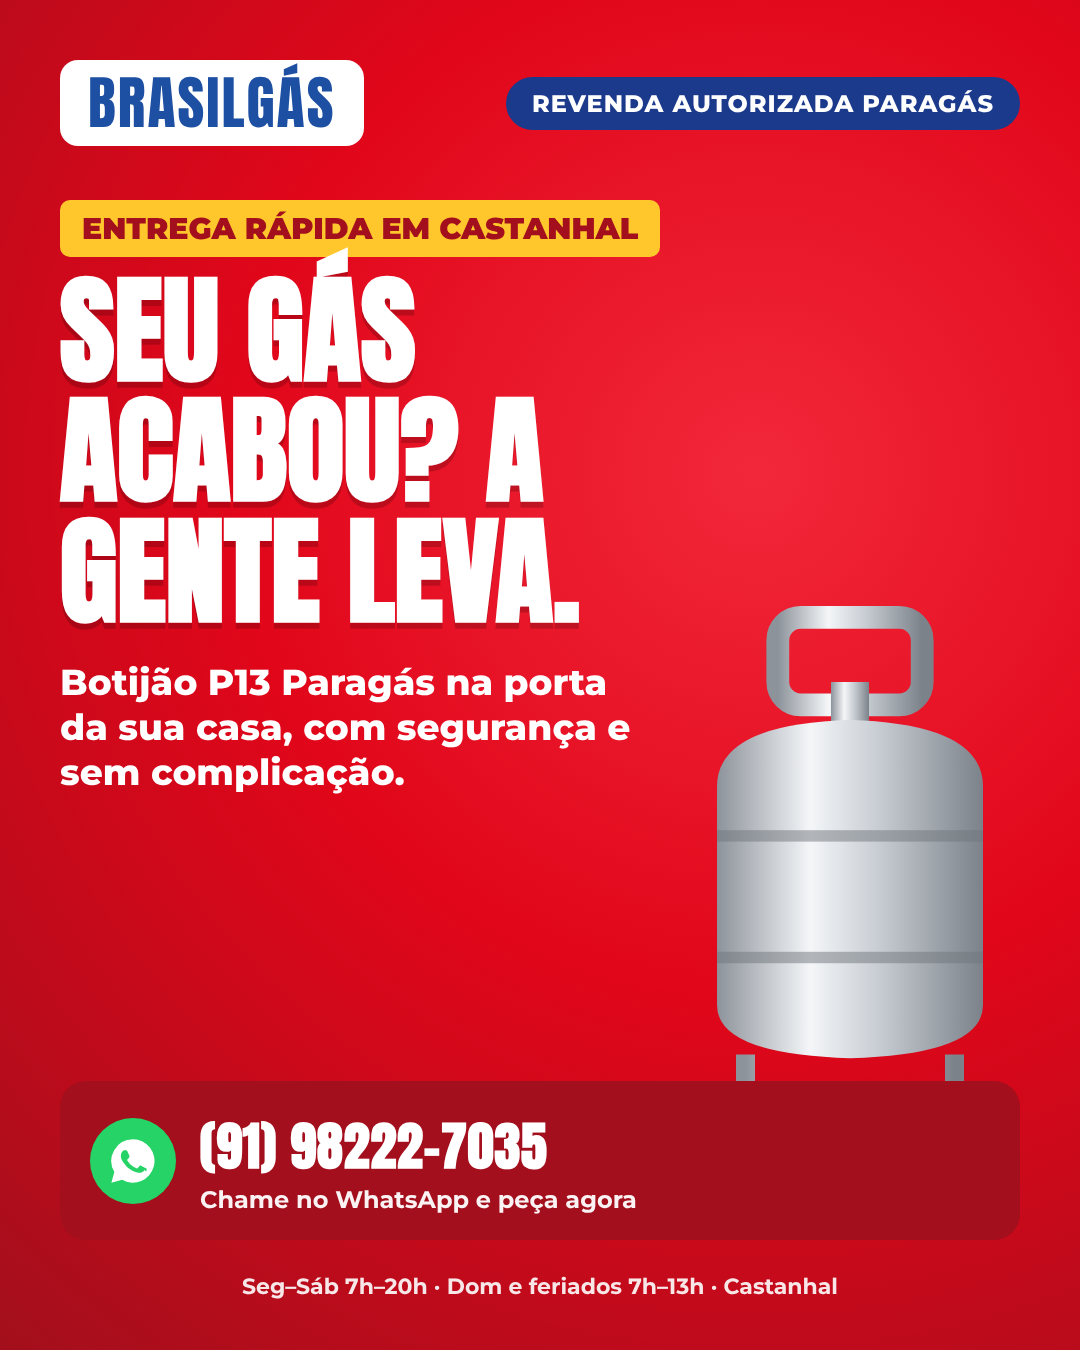 BRASILGÁS
REVENDA AUTORIZADA PARAGÁS
ENTREGA RÁPIDA EM CASTANHAL
SEU GÁS
ACABOU? A
GENTE LEVA.
Botijão P13 Paragás na porta
da sua casa, com segurança e
sem complicação.
(91) 98222-7035
Chame no WhatsApp e peça agora
Seg–Sáb 7h–20h · Dom e feriados 7h–13h · Castanhal